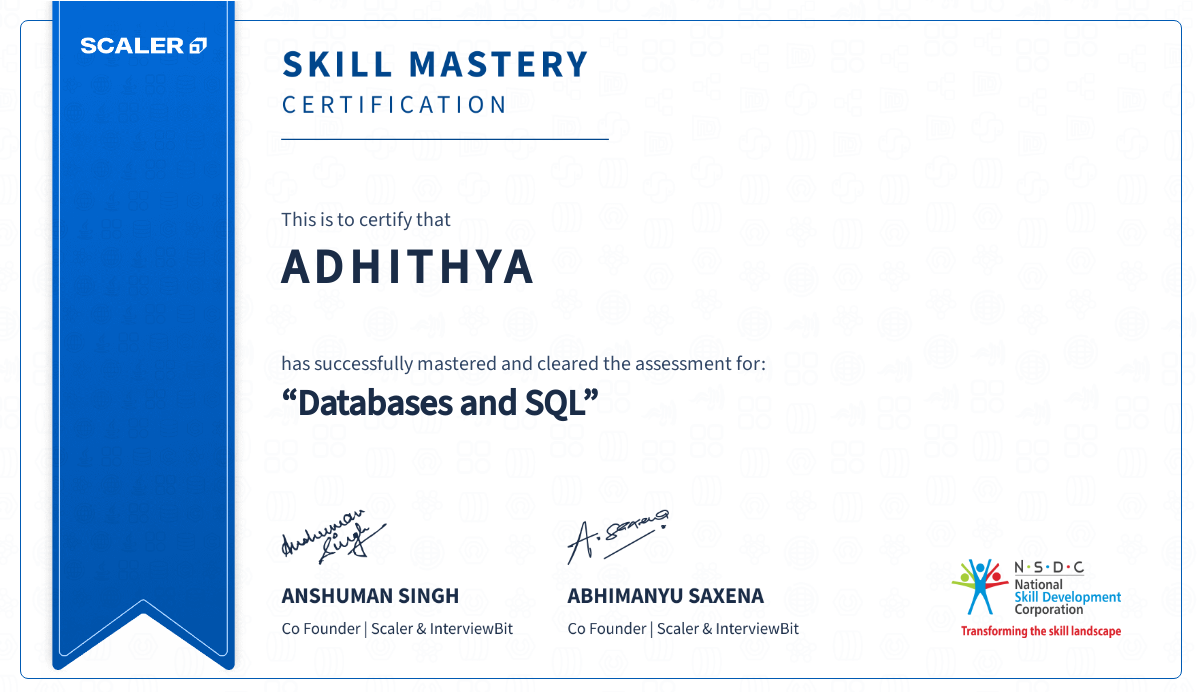 SCALER
SKILL MASTERY
CERTIFICATION
This is to certify that
ADHITHYA
has successfully mastered and cleared the assessment for:
“Databases and SQL”
Anshuman Singh
A. Saxena
ANSHUMAN SINGH
Co Founder | Scaler & InterviewBit
ABHIMANYU SAXENA
Co Founder | Scaler & InterviewBit
N·S·D·C
National
Skill Development
Corporation
Transforming the skill landscape